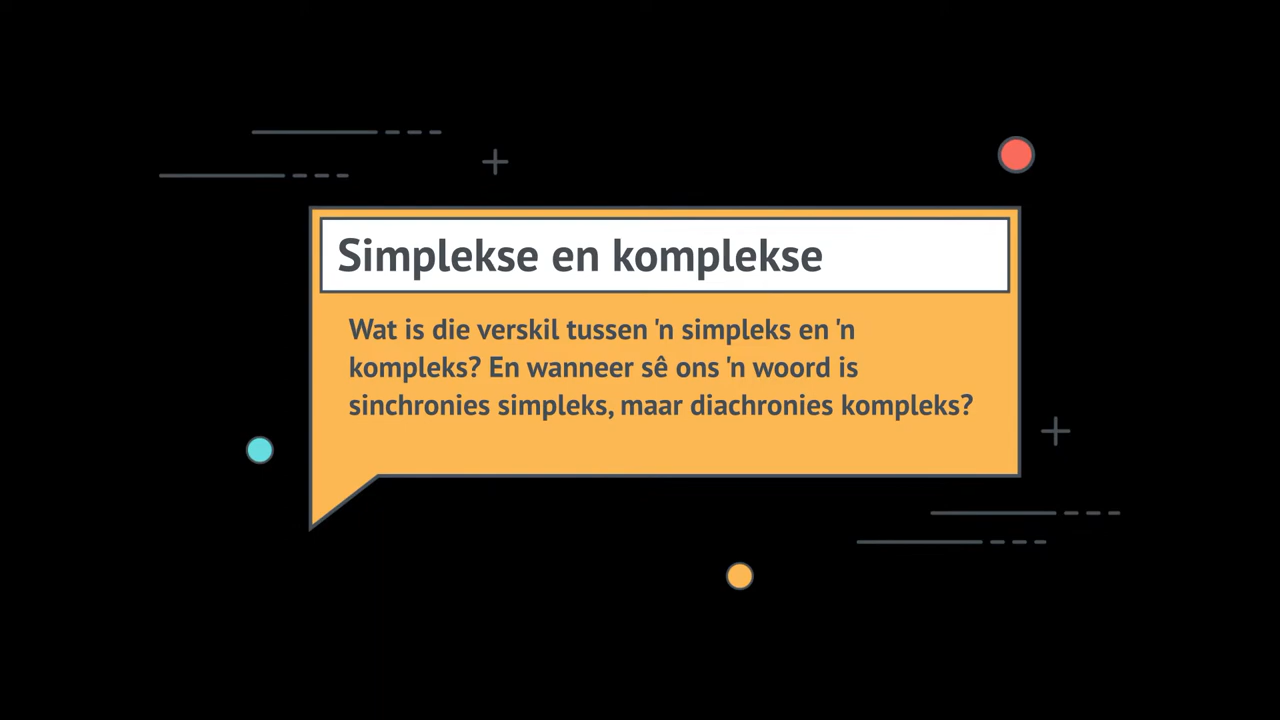 Simplekse en komplekse
Wat is die verskil tussen 'n simpleks en 'n
kompleks? En wanneer sê ons 'n woord is
sinchronies simpleks, maar diachronies kompleks?